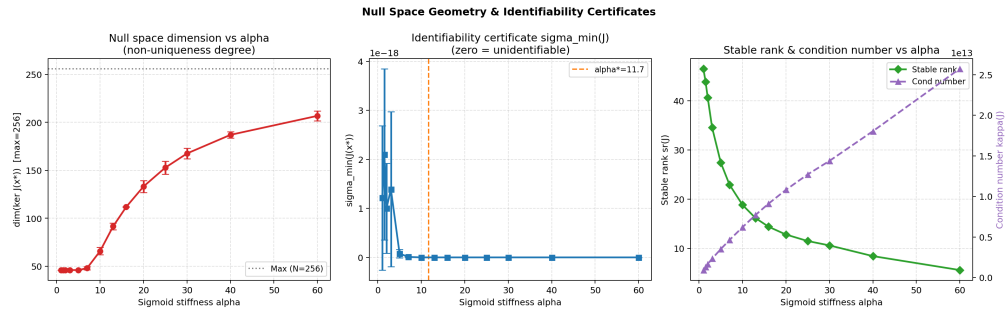 Null Space Geometry & Identifiability Certificates
Null space dimension vs alpha
(non-uniqueness degree)
dim(ker J(x*))  [max=256]
250
200
150
100
50
0
10
20
30
40
50
60
Sigmoid stiffness alpha
Max (N=256)
Identifiability certificate sigma_min(J)
(zero = unidentifiable)
1e−18
sigma_min(J(x*))
4
3
2
1
0
0
10
20
30
40
50
60
Sigmoid stiffness alpha
alpha*=11.7
Stable rank & condition number vs alpha
1e13
Stable rank sr(J)
40
30
20
10
0
10
20
30
40
50
60
Sigmoid stiffness alpha
Stable rank
Cond number
2.5
2.0
1.5
1.0
0.5
0.0
Condition number kappa(J)